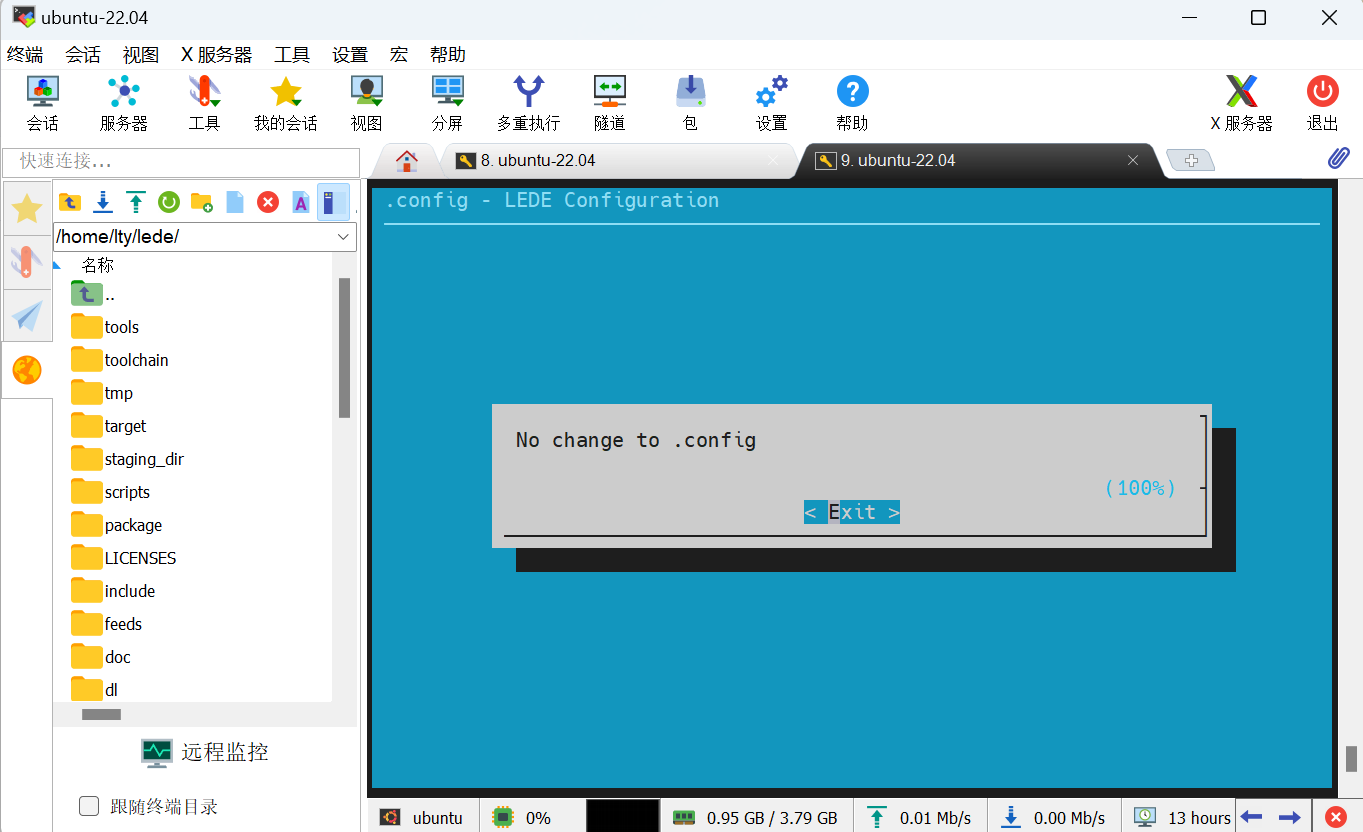 ubuntu-22.04
终端 会话 视图 X 服务器 工具 设置 宏 帮助
会话 服务器 工具 我的会话 视图 分屏 多重执行 隧道 包 设置 帮助 X 服务器 退出
快速连接...
8. ubuntu-22.04
9. ubuntu-22.04
/home/lty/lede/
名称
..
tools
toolchain
tmp
target
staging_dir
scripts
package
LICENSES
include
feeds
doc
dl
远程监控
跟随终端目录
.config - LEDE Configuration
No change to .config
(100%)
< Exit >
ubuntu 0% 0.95 GB / 3.79 GB 0.01 Mb/s 0.00 Mb/s 13 hours